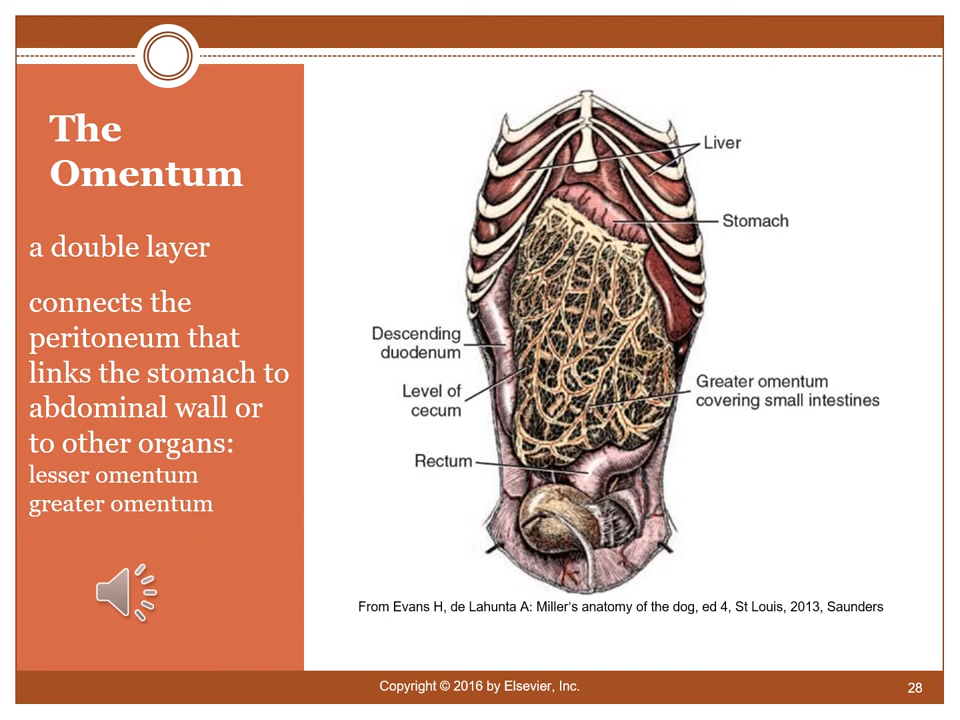 The
Omentum
a double layer
connects the
peritoneum that
links the stomach to
abdominal wall or
to other organs:
lesser omentum
greater omentum
Liver
Stomach
Descending
duodenum
Level of
cecum
Greater omentum
covering small intestines
Rectum
From Evans H, de Lahunta A: Miller's anatomy of the dog, ed 4, St Louis, 2013, Saunders
Copyright © 2016 by Elsevier, Inc.
28